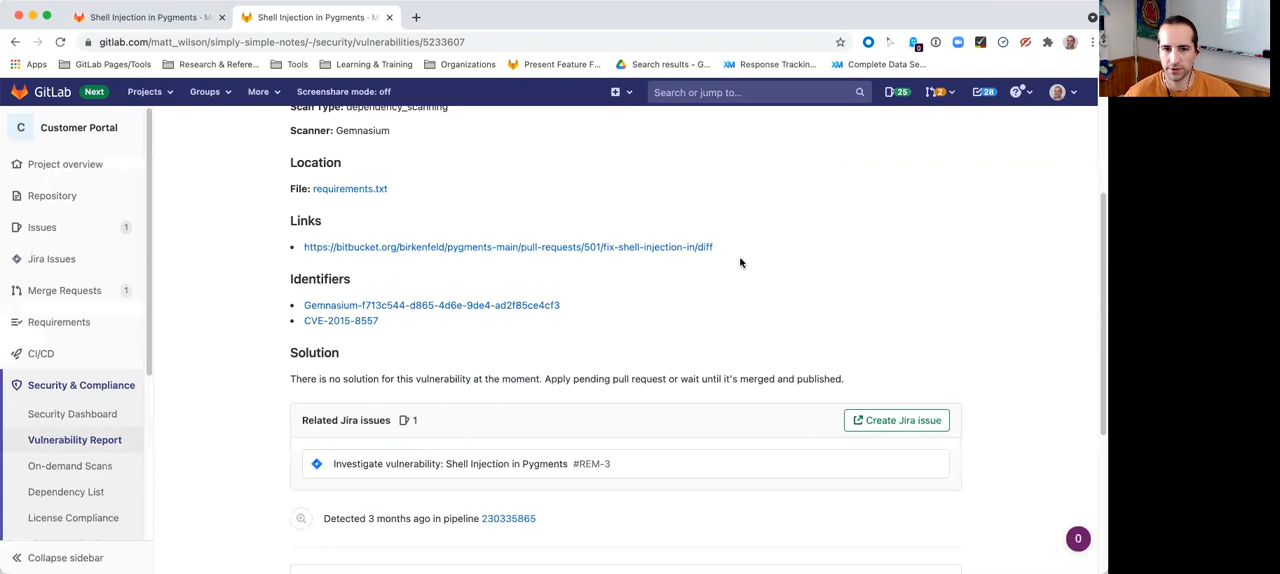 Shell Injection in Pygments · M
Shell Injection in Pygments · M
gitlab.com/matt_wilson/simply-simple-notes/-/security/vulnerabilities/5233607
0
Apps
GitLab Pages/Tools
Research & Refere...
Tools
Learning & Training
Organizations
Present Feature F...
Search results - G...
Response Trackin...
Complete Data Se...
GitLab
Next
Projects
Groups
More
Screenshare mode: off
Search or jump to...
25
2
28
C
Customer Portal
Project overview
Repository
Issues
1
Jira Issues
Merge Requests
1
Requirements
CI/CD
Security & Compliance
Security Dashboard
Vulnerability Report
On-demand Scans
Dependency List
License Compliance
Collapse sidebar
Scan Type: dependency_scanning
Scanner: Gemnasium
Location
File: requirements.txt
Links
https://bitbucket.org/birkenfeld/pygments-main/pull-requests/501/fix-shell-injection-in/diff
Identifiers
Gemnasium-f713c544-d865-4d6e-9de4-ad2f85ce4cf3
CVE-2015-8557
Solution
There is no solution for this vulnerability at the moment. Apply pending pull request or wait until it's merged and published.
Related Jira issues
1
Create Jira issue
Investigate vulnerability: Shell Injection in Pygments #REM-3
Detected 3 months ago in pipeline 230335865
0